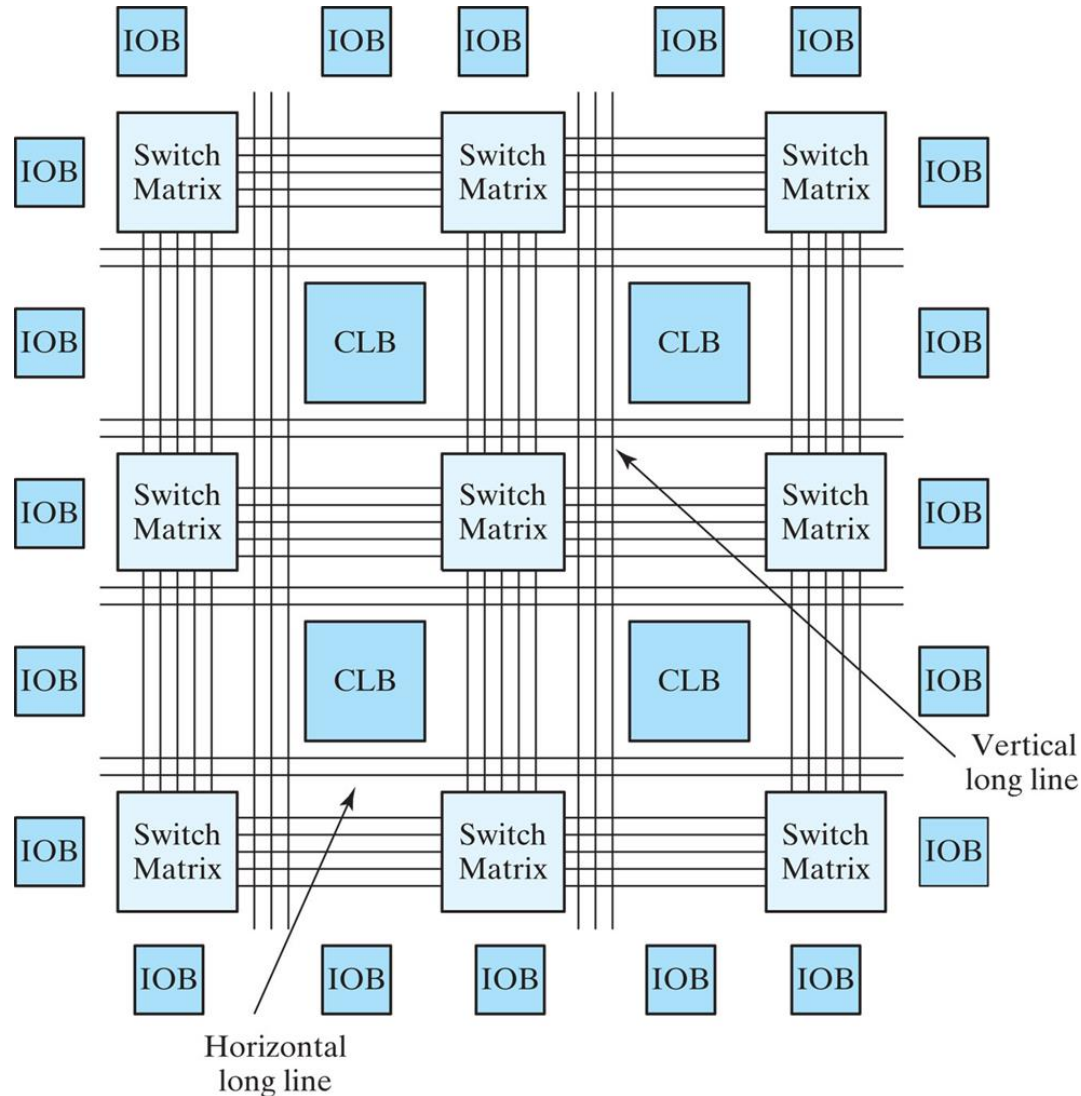 IOB IOB IOB IOB IOB
IOB Switch Matrix Switch Matrix Switch Matrix IOB
IOB CLB CLB IOB
IOB Switch Matrix Switch Matrix Switch Matrix IOB
IOB CLB CLB IOB
Vertical
long line
IOB Switch Matrix Switch Matrix Switch Matrix IOB
IOB IOB IOB IOB IOB
Horizontal
long line